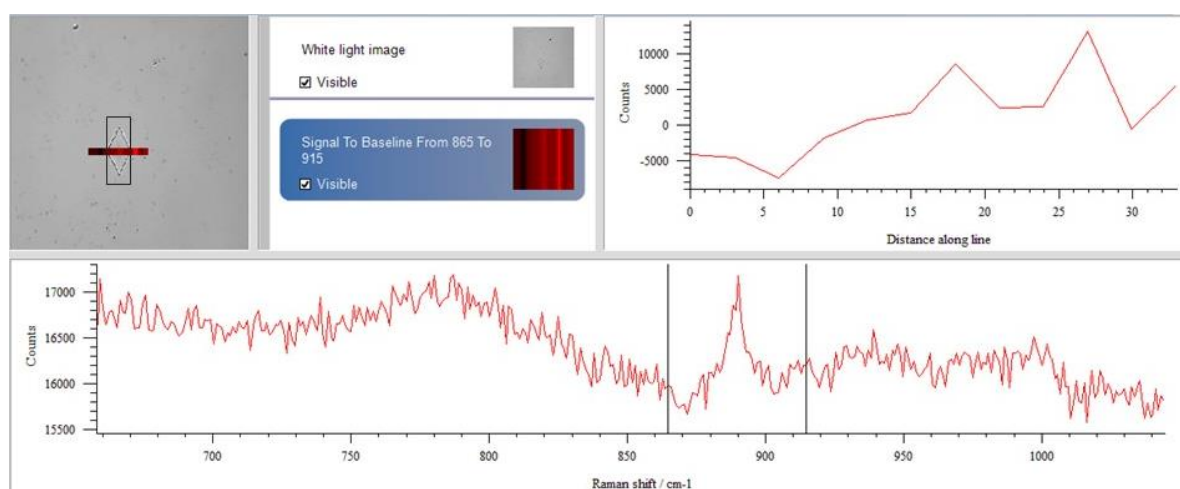 White light image
Visible
Signal To Baseline From 865 To
915
Visible
Counts
10000
5000
0
-5000
0 5 10 15 20 25 30
Distance along line
Counts
17000
16500
16000
15500
700 750 800 850 900 950 1000
Raman shift / cm-1